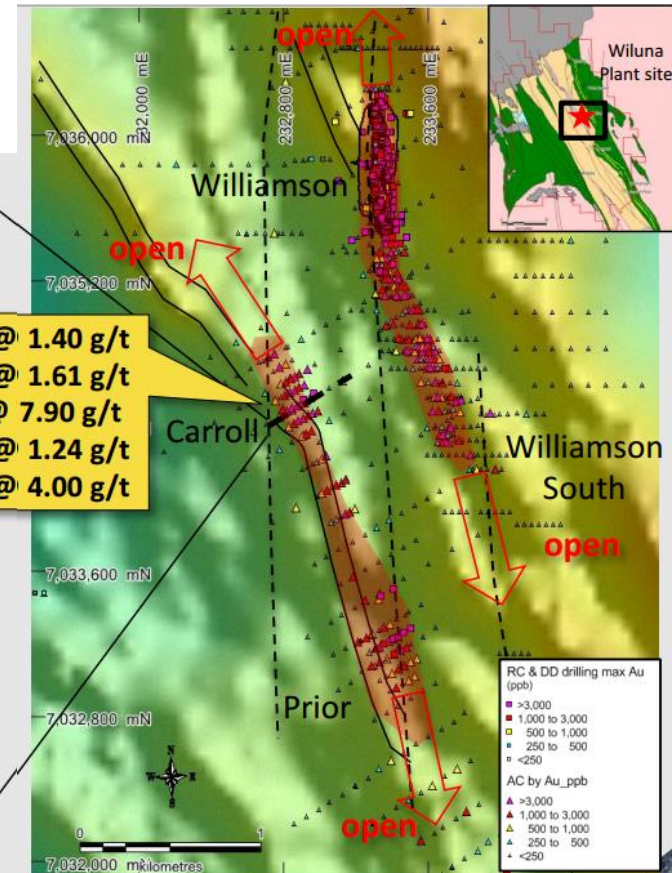 open
232,000 mE
232,800 mE
233,600 mE
Wiluna
Plant site
7,036,000 mN
Williamson
open
7,035,200 mN
@ 1.40 g/t
@ 1.61 g/t
@ 7.90 g/t
@ 1.24 g/t
@ 4.00 g/t
Carroll
Williamson
South
open
7,033,600 mN
Prior
7,032,800 mN
RC & DD drilling max Au
(ppb)
>3,000
1,000 to 3,000
500 to 1,000
250 to 500
<250
AC by Au_ppb
>3,000
1,000 to 3,000
500 to 1,000
250 to 500
<250
N
W E
S
open
0 1
kilometres
7,032,000 mN